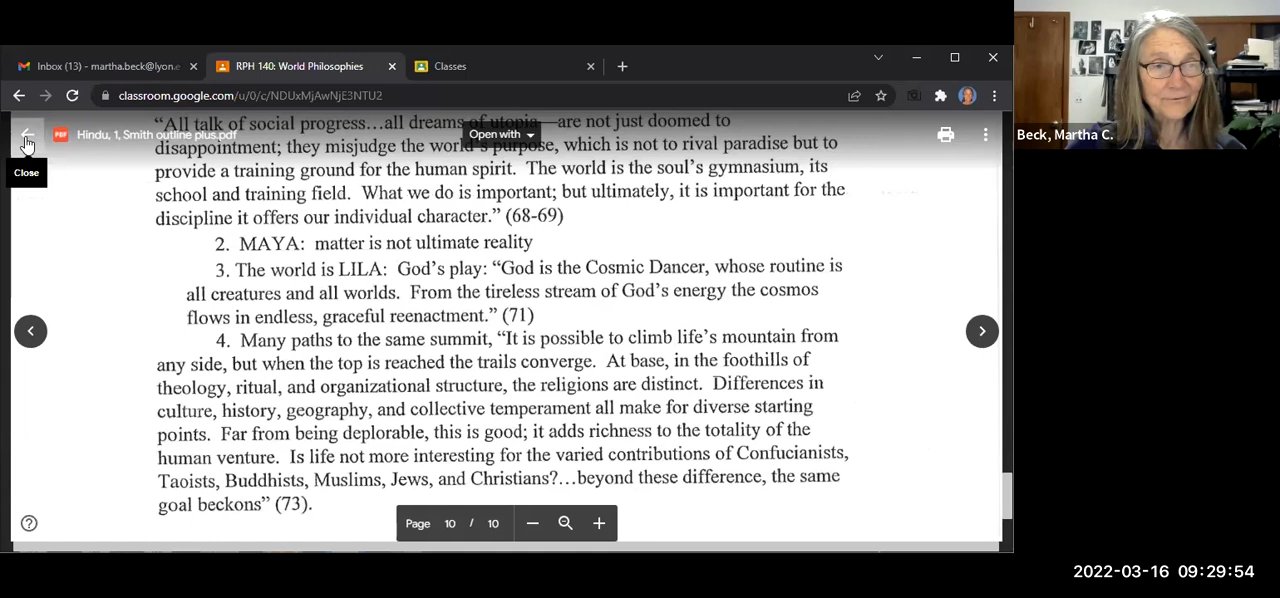 Inbox (13) - martha.beck@lyon.e
RPH 140: World Philosophies
Classes
classroom.google.com/u/0/c/NDUxMjAwNjE3NTU2
Beck, Martha C.
"All talk of social progress…all dreams of utopia—are not just doomed to
PDF
Hindu, 1, Smith outline plus.pdf
Open with
disappointment; they misjudge the world's purpose, which is not to rival paradise but to
Close
provide a training ground for the human spirit. The world is the soul's gymnasium, its
school and training field. What we do is important; but ultimately, it is important for the
discipline it offers our individual character." (68-69)
2. MAYA: matter is not ultimate reality
3. The world is LILA: God's play: "God is the Cosmic Dancer, whose routine is
all creatures and all worlds. From the tireless stream of God's energy the cosmos
flows in endless, graceful reenactment." (71)
4. Many paths to the same summit, "It is possible to climb life's mountain from
any side, but when the top is reached the trails converge. At base, in the foothills of
theology, ritual, and organizational structure, the religions are distinct. Differences in
culture, history, geography, and collective temperament all make for diverse starting
points. Far from being deplorable, this is good; it adds richness to the totality of the
human venture. Is life not more interesting for the varied contributions of Confucianists,
Taoists, Buddhists, Muslims, Jews, and Christians?…beyond these difference, the same
goal beckons" (73).
Page 10 / 10
2022-03-16 09:29:54